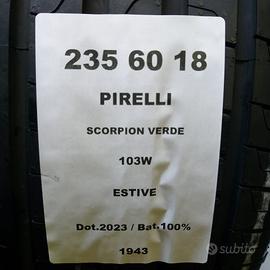 235 60 18
PIRELLI
SCORPION VERDE
103W
ESTIVE
Dot.2023 / Bat.100%
1943
subito